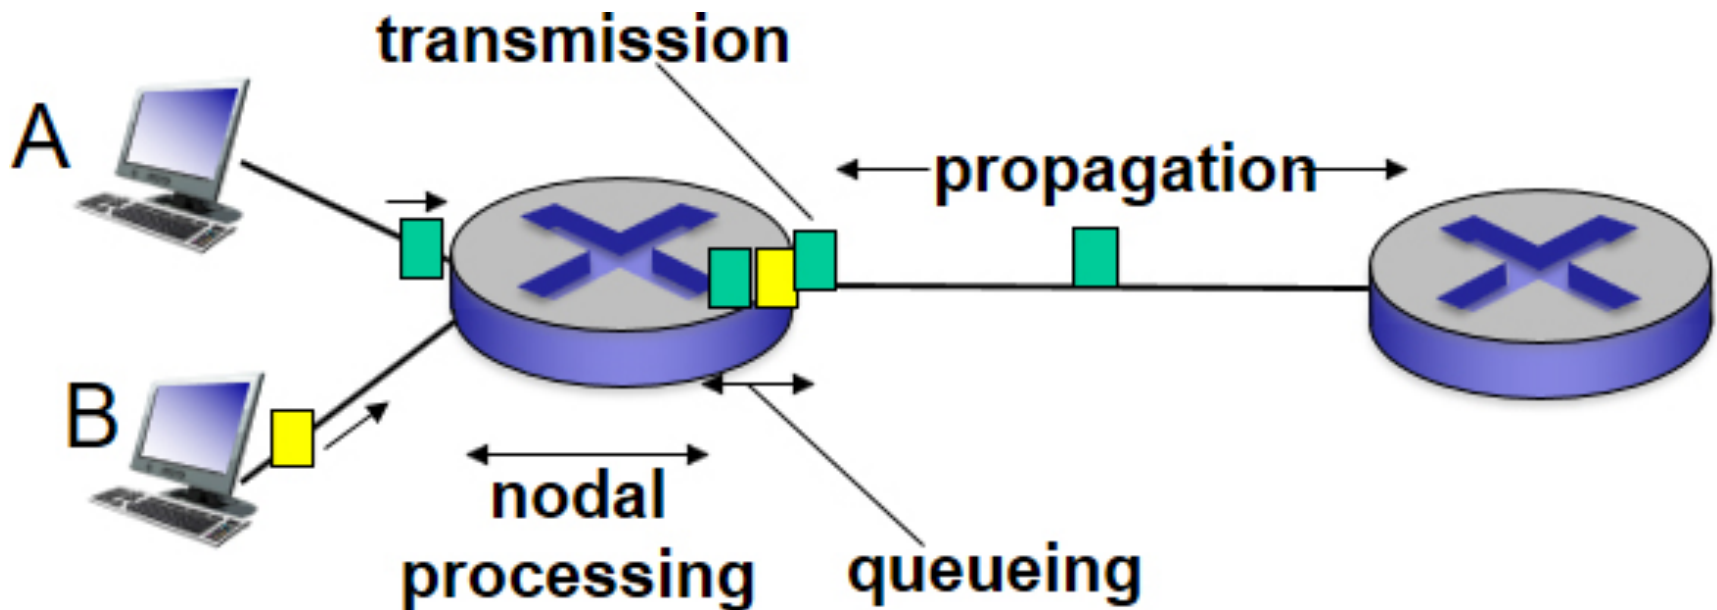 transmission
A
propagation
B
nodal
processing
queueing